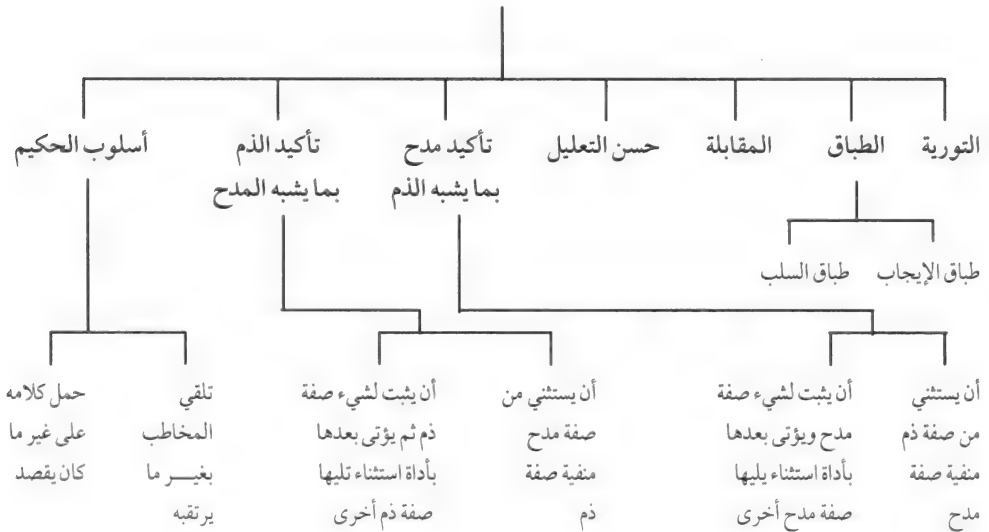 التورية
الطباق
المقابلة
حسن التعليل
تأكيد مدح
بما يشبه الذم
تأكيد الذم
بما يشبه المدح
أسلوب الحكيم
طباق الإيجاب
طباق السلب
أن يستثني
من صفة ذم
منفية صفة
مدح
أن يثبت لشيء صفة
مدح ويؤتى بعدها
بأداة استثناء يليها
صفة مدح أخرى
أن يستثني من
صفة مدح
منفية صفة
ذم
أن يثبت لشيء صفة
ذم ثم يؤتى بعدها
بأداة استثناء تليها
صفة ذم أخرى
تلقي
المخاطب
بغيــر ما
يرتقبه
حمل كلامه
على غير ما
كان يقصد